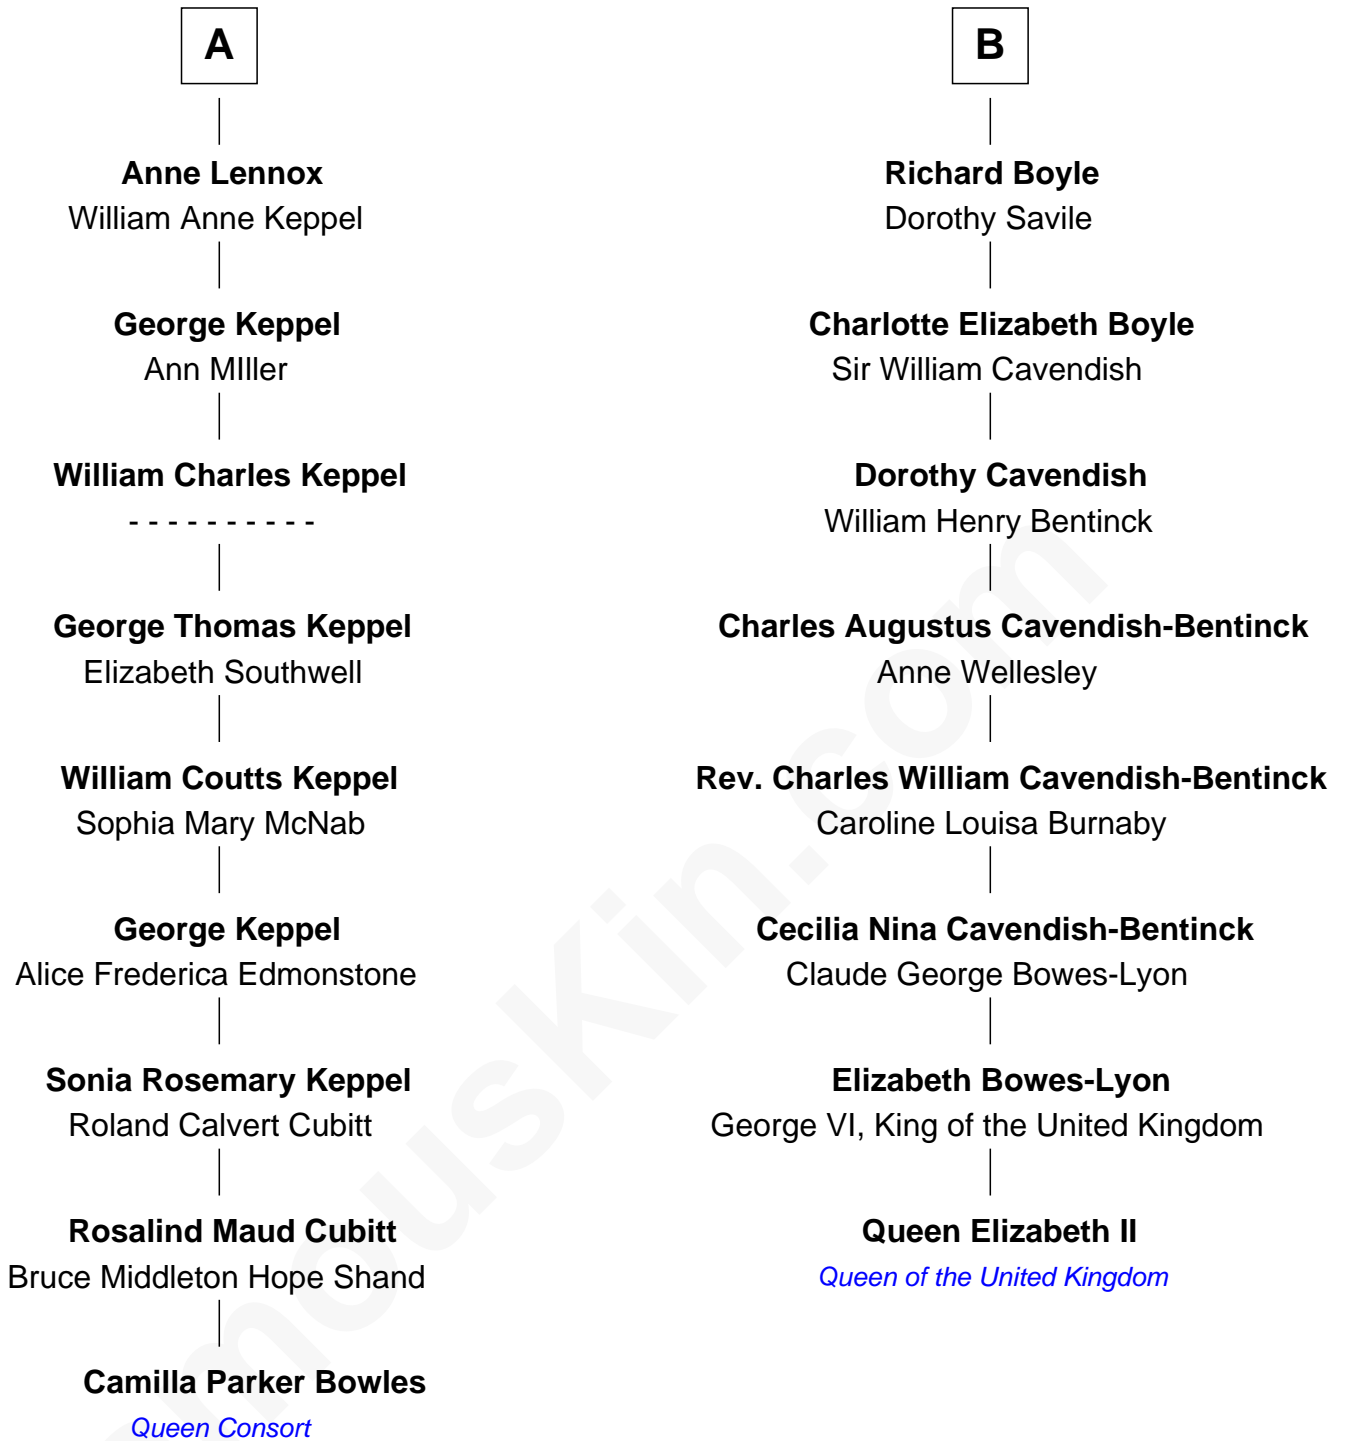 A
Anne Lennox
William Anne Keppel
George Keppel
Ann MIller
William Charles Keppel
- - - - - - - - - -
George Thomas Keppel
Elizabeth Southwell
William Coutts Keppel
Sophia Mary McNab
George Keppel
Alice Frederica Edmonstone
Sonia Rosemary Keppel
Roland Calvert Cubitt
Rosalind Maud Cubitt
Bruce Middleton Hope Shand
Camilla Parker Bowles
Queen Consort
B
Richard Boyle
Dorothy Savile
Charlotte Elizabeth Boyle
Sir William Cavendish
Dorothy Cavendish
William Henry Bentinck
Charles Augustus Cavendish-Bentinck
Anne Wellesley
Rev. Charles William Cavendish-Bentinck
Caroline Louisa Burnaby
Cecilia Nina Cavendish-Bentinck
Claude George Bowes-Lyon
Elizabeth Bowes-Lyon
George VI, King of the United Kingdom
Queen Elizabeth II
Queen of the United Kingdom